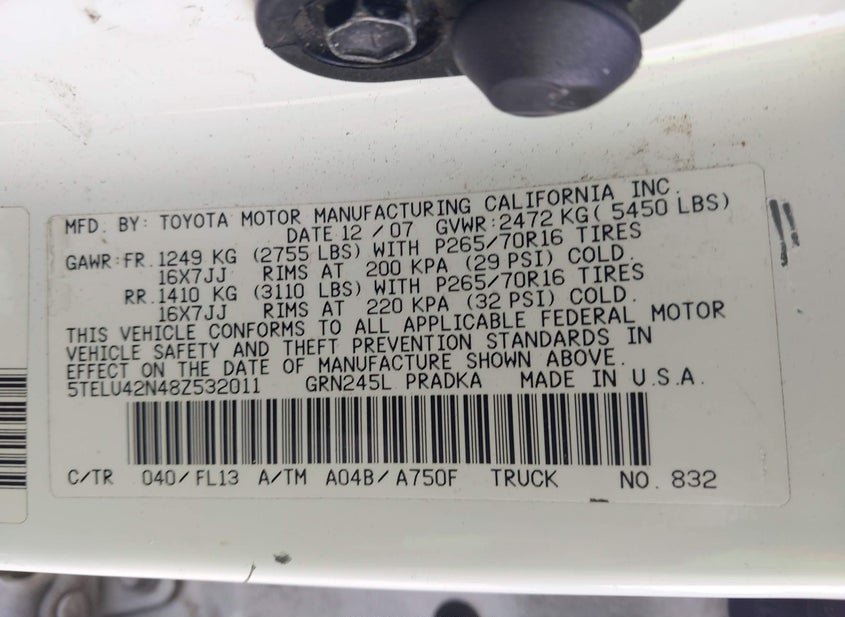 MFD. BY: TOYOTA MOTOR MANUFACTURING CALIFORNIA INC.
DATE 12 / 07 GVWR:2472 KG( 5450 LBS)
GAWR:FR.1249 KG (2755 LBS) WITH P265/70R16 TIRES
16X7JJ RIMS AT 200 KPA (29 PSI) COLD.
RR.1410 KG (3110 LBS) WITH P265/70R16 TIRES
16X7JJ RIMS AT 220 KPA (32 PSI) COLD.
THIS VEHICLE CONFORMS TO ALL APPLICABLE FEDERAL MOTOR
VEHICLE SAFETY AND THEFT PREVENTION STANDARDS IN
EFFECT ON THE DATE OF MANUFACTURE SHOWN ABOVE.
5TELU42N48Z532011 GRN245L PRADKA MADE IN U.S.A.
C/TR 040/FL13 A/TM A04B/A750F TRUCK NO. 832